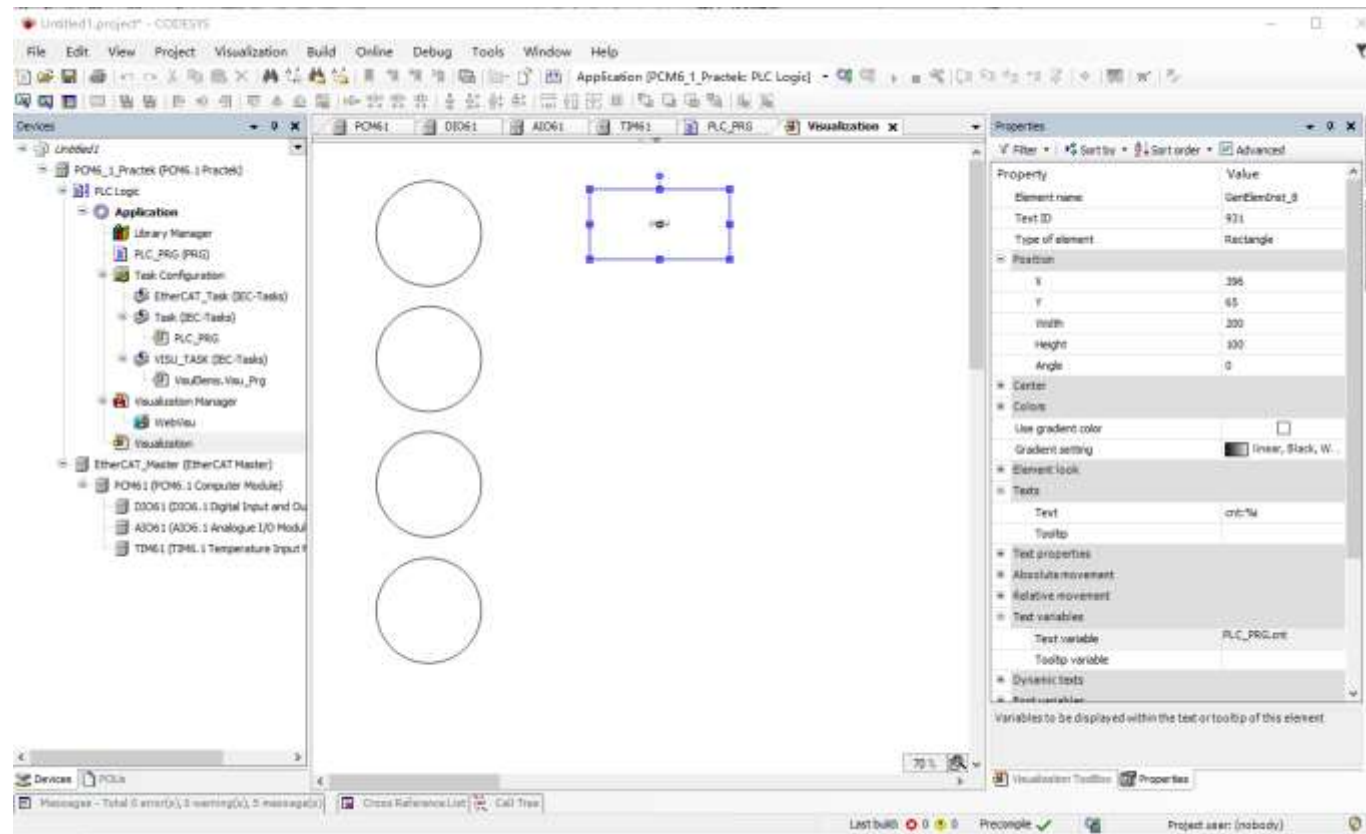 Untitled1.project* - CODESYS
File Edit View Project Visualization Build Online Debug Tools Window Help
Application [PCM6_1_Practek: PLC Logic]
Devices
Untitled1
PCM6_1_Practek (PCM6.1 Practek)
PLC Logic
Application
Library Manager
PLC_PRG (PRG)
Task Configuration
EtherCAT_Task (IEC-Tasks)
Task (IEC-Tasks)
PLC_PRG
VISU_TASK (IEC-Tasks)
VisuElems.Visu_Prg
Visualization Manager
WebVisu
Visualization
EtherCAT_Master (EtherCAT Master)
PCM61 (PCM6.1 Computer Module)
DIO61 (DIO6.1 Digital Input and Ou
AIO61 (AIO6.1 Analogue I/O Modul
TIM61 (TIM6.1 Temperature Input
Devices POUs
PCM61 DIO61 AIO61 TIM61 PLC_PRG Visualization
70 %
Properties
Filter Sort by Sort order Advanced
Property Value
Element name GenElemInst_8
Text ID 931
Type of element Rectangle
Position
X 396
Y 65
Width 200
Height 100
Angle 0
Center
Colors
Use gradient color
Gradient setting linear, Black, W...
Element look
Texts
Text cnt:%i
Tooltip
Text properties
Absolute movement
Relative movement
Text variables
Text variable PLC_PRG.cnt
Tooltip variable
Dynamic texts
Font variables
Variables to be displayed within the text or tooltip of this element
Visualization ToolBox Properties
Messages - Total 0 error(s), 0 warning(s), 5 message(s) Cross Reference List Call Tree
Last build: 0 0 Precompile Project user: (nobody)